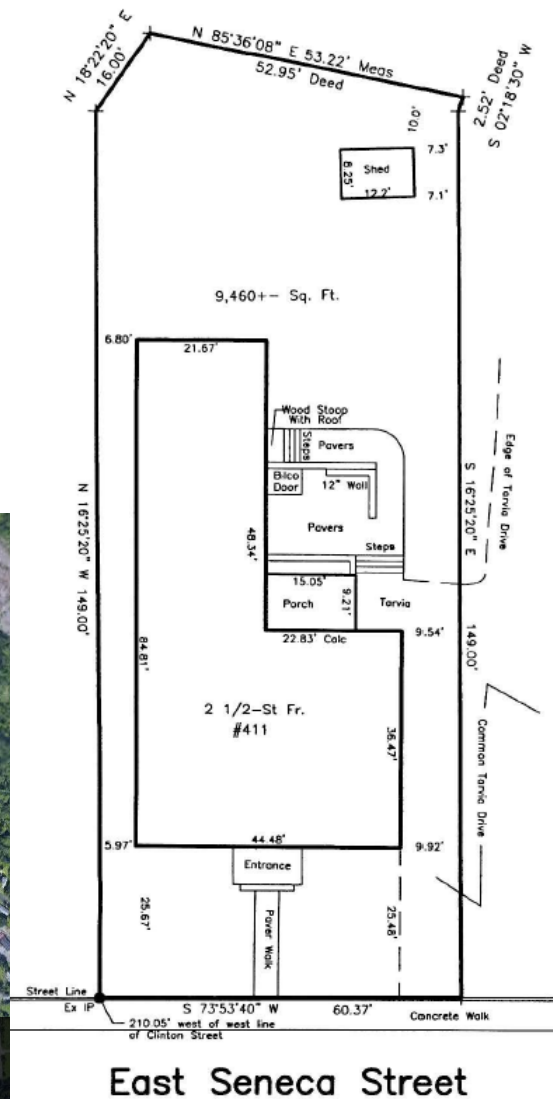 N 18°22'20" E
16.00'
N 85°36'08" E 53.22' Meas
52.95' Deed
2.52' Deed
S 02°18'30" W
10.0'
7.3'
Shed
8.25'
12.2'
7.1'
9,460+- Sq. Ft.
6.80'
21.67'
Wood Stoop
With Roof
Steps
Pavers
Bilco
Door
12" Wall
Pavers
Steps
Edge of Tarvia Drive
S 16°25'20" E
149.00'
N 16°25'20" W 149.00'
48.34'
15.05'
9.21'
Porch
Tarvia
22.83' Calc
9.54'
84.81'
2 1/2-St Fr.
#411
36.47'
Common Tarvia Drive
5.97'
44.48'
9.92'
Entrance
25.67'
Paver Walk
25.48'
Street Line
Ex IP
S 73°53'40" W 60.37'
Concrete Walk
210.05' west of west line
of Clinton Street
East Seneca Street